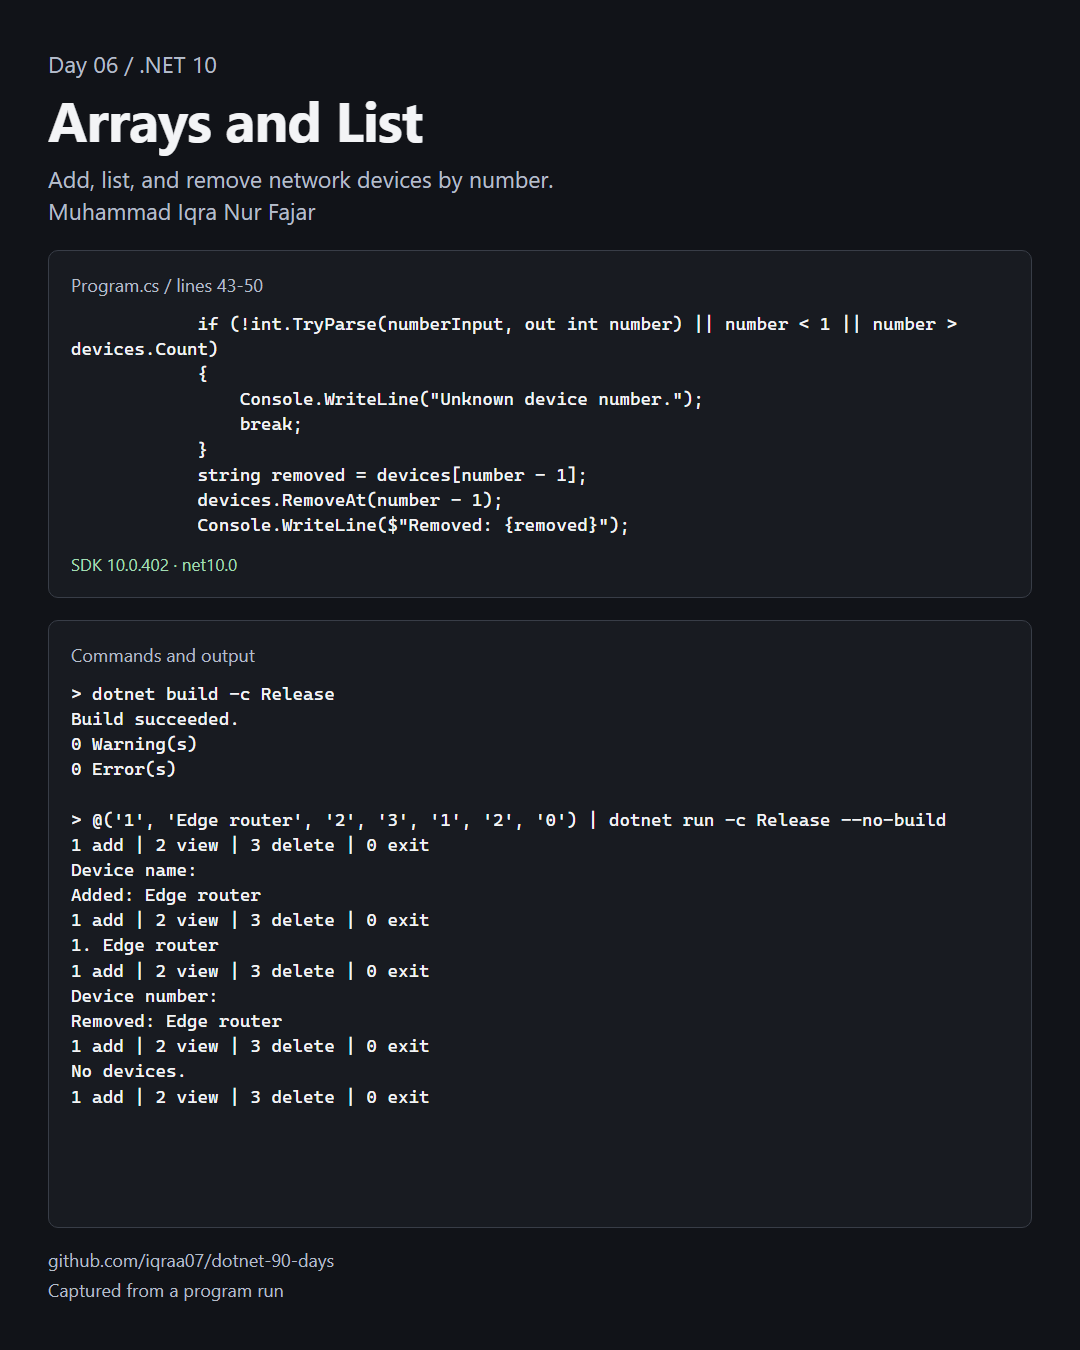 Day 06 / .NET 10
Arrays and List
Add, list, and remove network devices by number.
Muhammad Iqra Nur Fajar
Program.cs / lines 43-50
            if (!int.TryParse(numberInput, out int number) || number < 1 || number >
devices.Count)
            {
                Console.WriteLine("Unknown device number.");
                break;
            }
            string removed = devices[number - 1];
            devices.RemoveAt(number - 1);
            Console.WriteLine($"Removed: {removed}");
SDK 10.0.402 · net10.0
Commands and output
> dotnet build -c Release
Build succeeded.
0 Warning(s)
0 Error(s)
> @('1', 'Edge router', '2', '3', '1', '2', '0') | dotnet run -c Release --no-build
1 add | 2 view | 3 delete | 0 exit
Device name:
Added: Edge router
1 add | 2 view | 3 delete | 0 exit
1. Edge router
1 add | 2 view | 3 delete | 0 exit
Device number:
Removed: Edge router
1 add | 2 view | 3 delete | 0 exit
No devices.
1 add | 2 view | 3 delete | 0 exit
github.com/iqraa07/dotnet-90-days
Captured from a program run